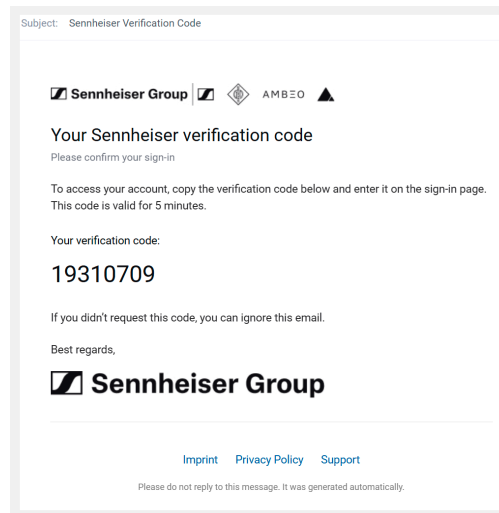 Subject: Sennheiser Verification Code
Sennheiser Group AMBEO
Your Sennheiser verification code
Please confirm your sign-in
To access your account, copy the verification code below and enter it on the sign-in page.
This code is valid for 5 minutes.
Your verification code:
19310709
If you didn't request this code, you can ignore this email.
Best regards,
Sennheiser Group
Imprint Privacy Policy Support
Please do not reply to this message. It was generated automatically.